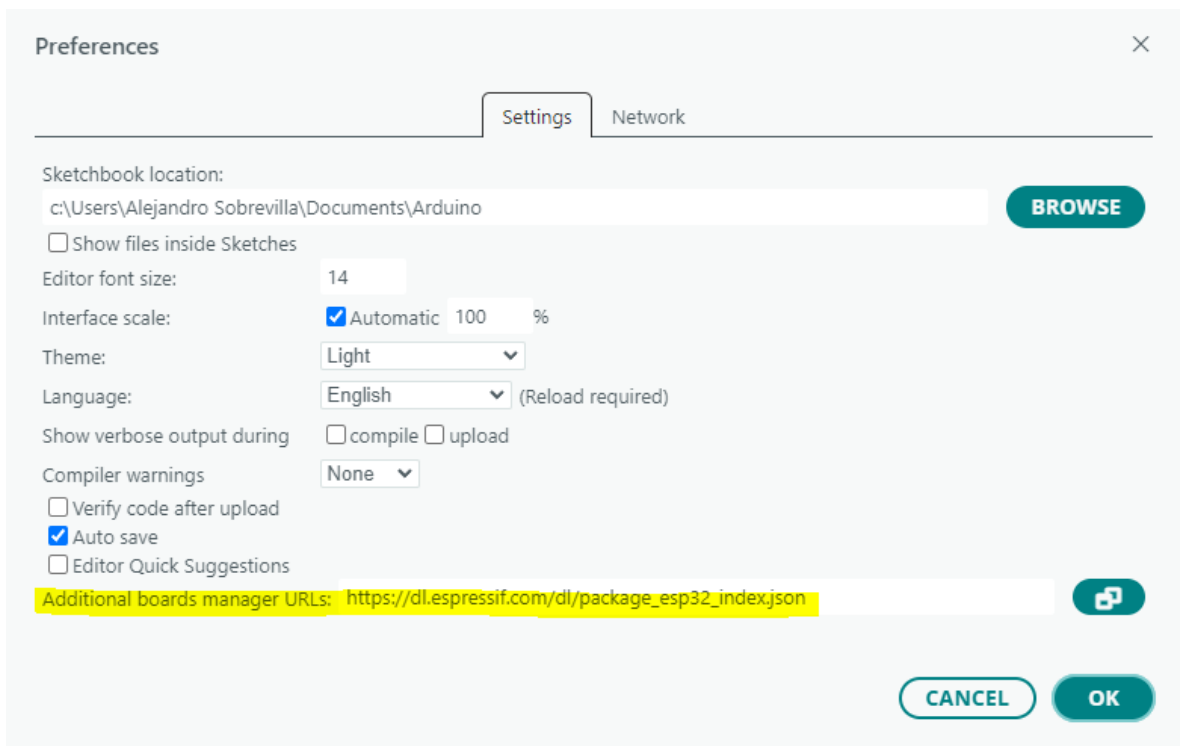 Preferences
Settings Network
Sketchbook location:
c:\Users\Alejandro Sobrevilla\Documents\Arduino BROWSE
Show files inside Sketches
Editor font size: 14
Interface scale: Automatic 100 %
Theme: Light
Language: English (Reload required)
Show verbose output during compile upload
Compiler warnings None
Verify code after upload
Auto save
Editor Quick Suggestions
Additional boards manager URLs: https://dl.espressif.com/dl/package_esp32_index.json
CANCEL OK